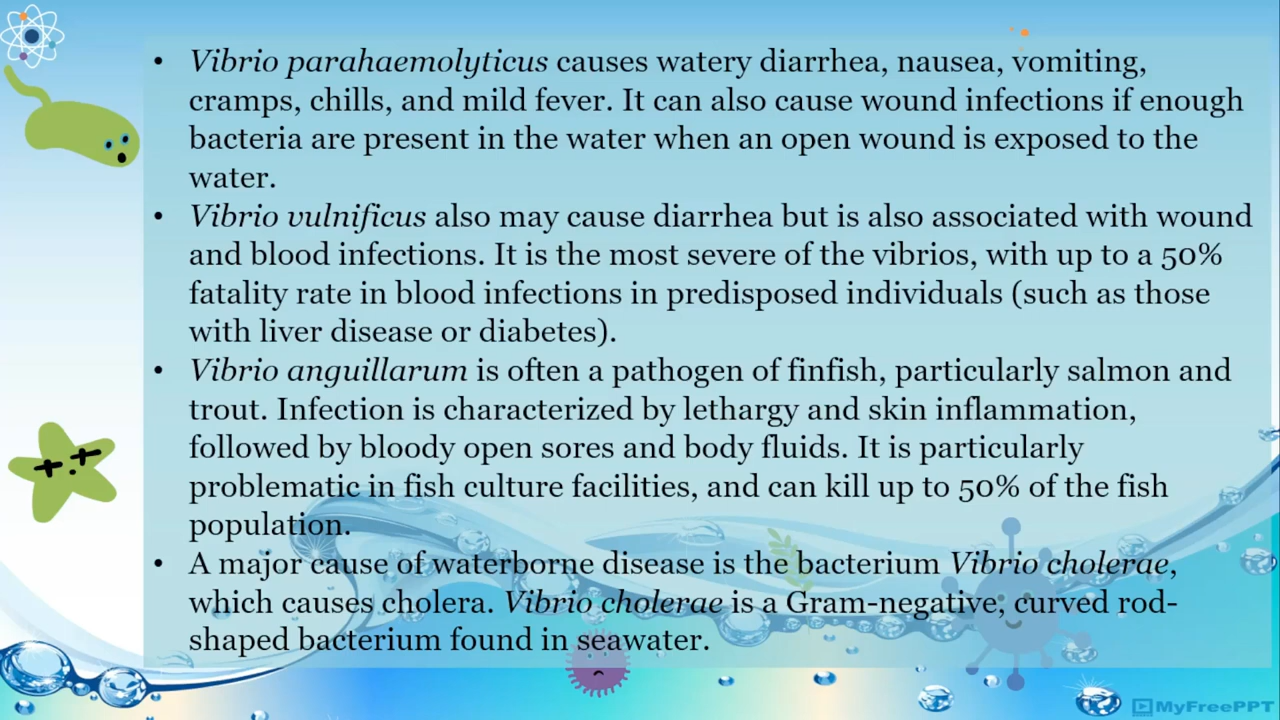 • Vibrio parahaemolyticus causes watery diarrhea, nausea, vomiting,
cramps, chills, and mild fever. It can also cause wound infections if enough
bacteria are present in the water when an open wound is exposed to the
water.
• Vibrio vulnificus also may cause diarrhea but is also associated with wound
and blood infections. It is the most severe of the vibrios, with up to a 50%
fatality rate in blood infections in predisposed individuals (such as those
with liver disease or diabetes).
• Vibrio anguillarum is often a pathogen of finfish, particularly salmon and
trout. Infection is characterized by lethargy and skin inflammation,
followed by bloody open sores and body fluids. It is particularly
problematic in fish culture facilities, and can kill up to 50% of the fish
population.
• A major cause of waterborne disease is the bacterium Vibrio cholerae,
which causes cholera. Vibrio cholerae is a Gram-negative, curved rod-
shaped bacterium found in seawater.
MyFreePPT